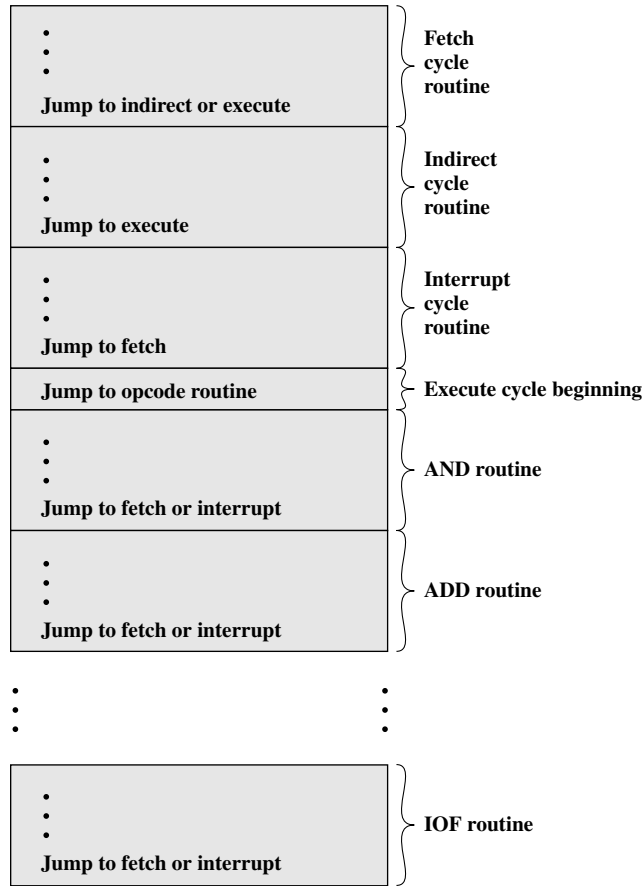 Fetch
cycle
routine
Jump to indirect or execute
Indirect
cycle
routine
Jump to execute
Interrupt
cycle
routine
Jump to fetch
Jump to opcode routine
Execute cycle beginning
AND routine
Jump to fetch or interrupt
ADD routine
Jump to fetch or interrupt
IOF routine
Jump to fetch or interrupt